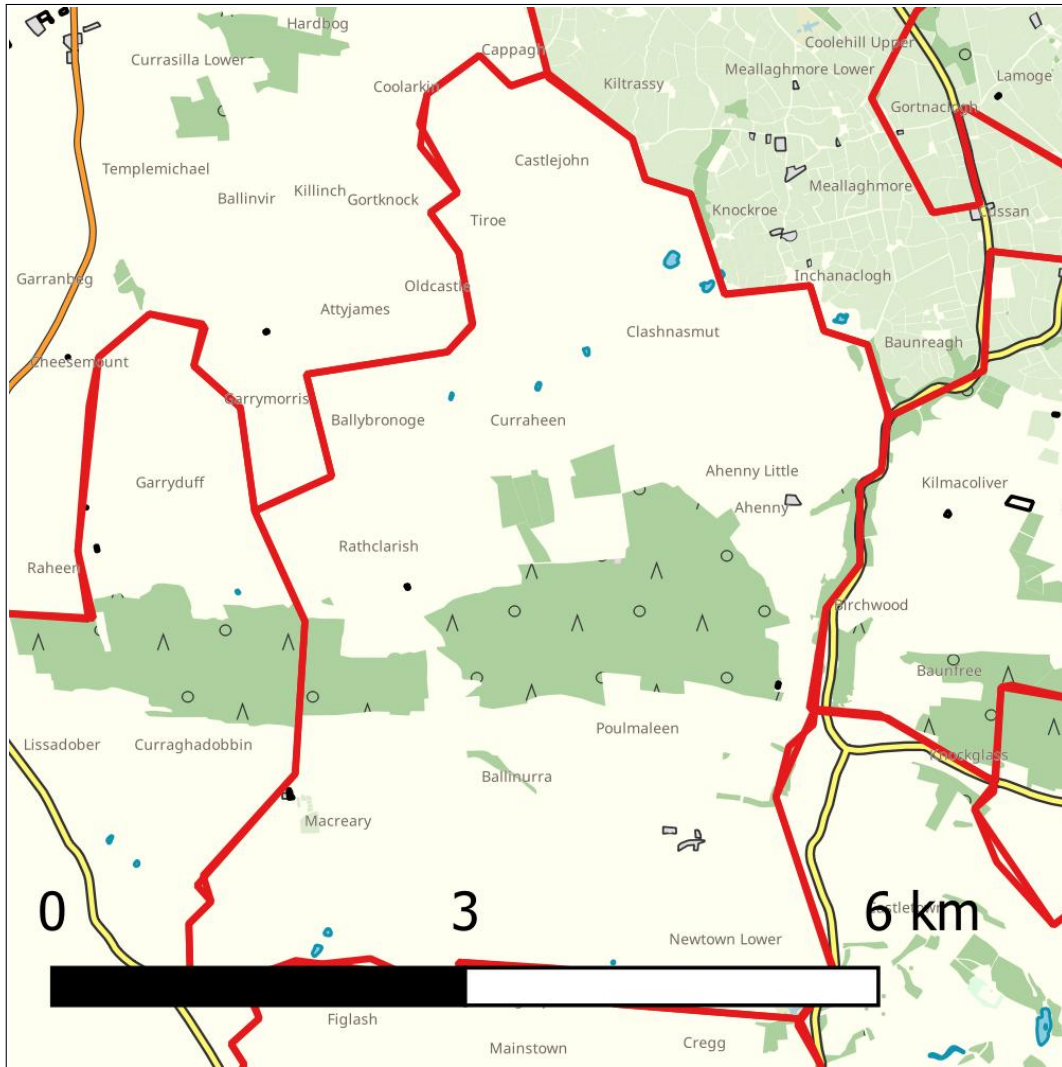 Hardbog
Coolehill Upper
Cappagh
Currasilla Lower
Meallaghmore Lower
Lamoge
Kiltrassy
Coolarkin
Castlejohn
Templemichael
Killinch
Meallaghmore
Ballinvir
Gortknock
Knockroe
Tiroe
Garranbeg
Inchanaclogh
Oldcastle
Attyjames
Clashnasmut
Baunreagh
Cheesemount
Garrymorris
Ballybronoge
Curraheen
Ahenny Little
Garryduff
Kilmacoliver
Ahenny
Rathclarish
Raheen
Birchwood
Baunfree
Poulmaleen
Lissadober
Curraghadobbin
Knockglass
Ballinurra
Macreary
0
3
6 km
Newtown Lower
Figlash
Mainstown
Cregg